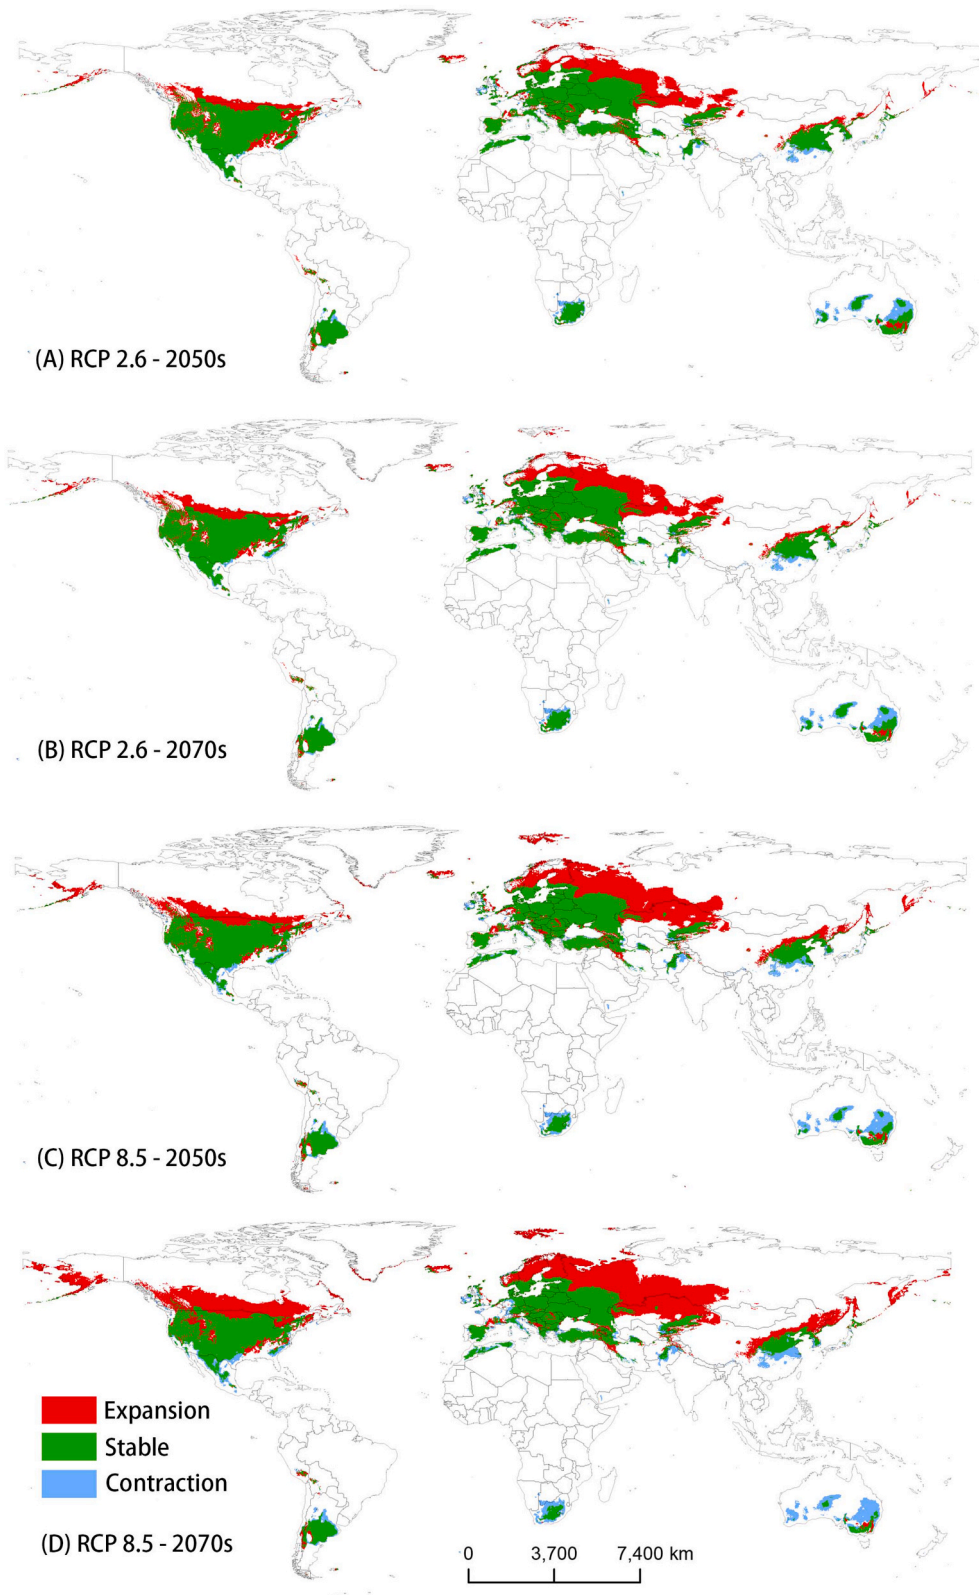 (A) RCP 2.6 - 2050s
(B) RCP 2.6 - 2070s
(C) RCP 8.5 - 2050s
Expansion
Stable
Contraction
(D) RCP 8.5 - 2070s
0 3,700 7,400 km